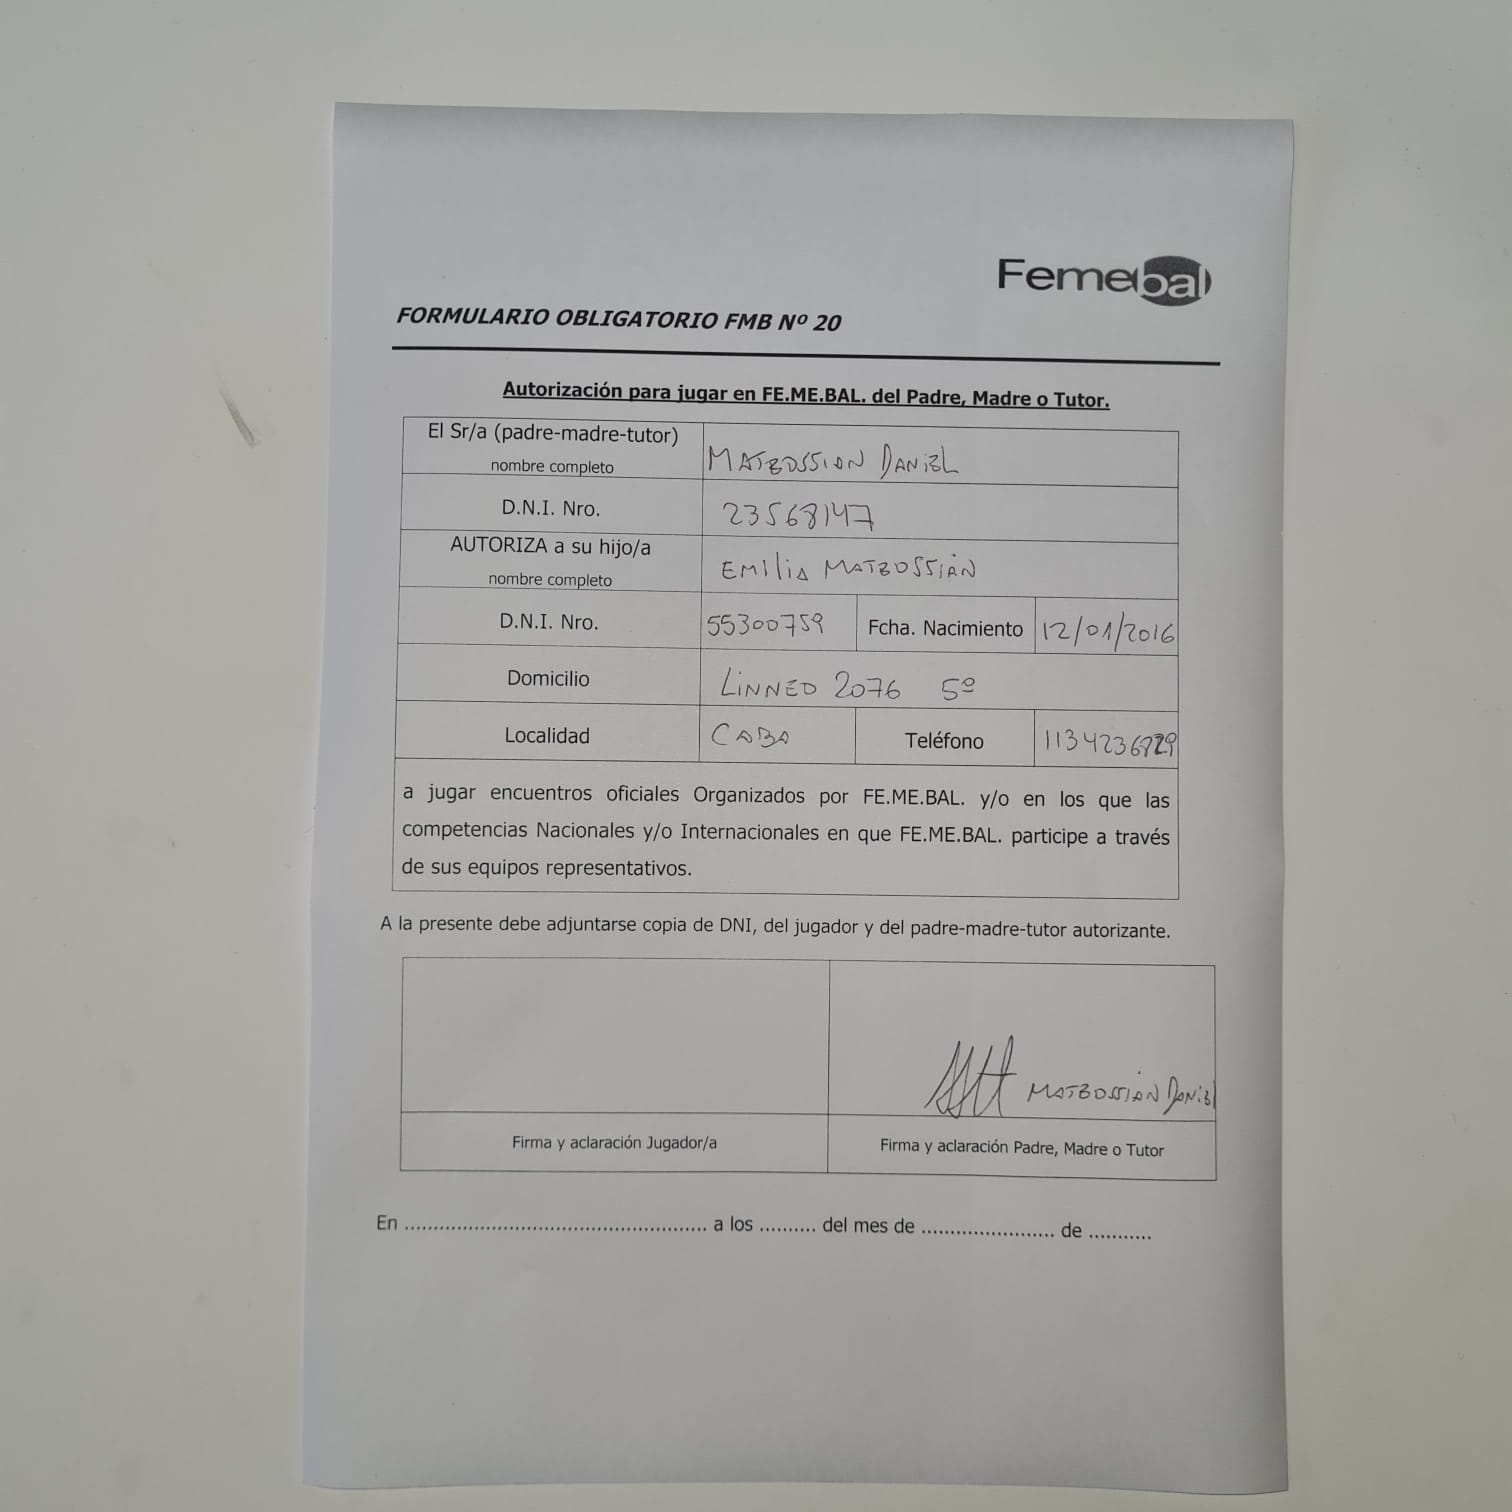 Femebal
FORMULARIO OBLIGATORIO FMB Nº 20
Autorización para jugar en FE.ME.BAL. del Padre, Madre o Tutor.
El Sr/a (padre-madre-tutor)
nombre completo
MATEOSSIAN DANIEL
D.N.I. Nro.
23568147
AUTORIZA a su hijo/a
nombre completo
EMILIA MATEOSSIAN
D.N.I. Nro.
55300759
Fcha. Nacimiento
12/01/2016
Domicilio
LINNEO 2076 5º
Localidad
CABA
Teléfono
a jugar encuentros oficiales Organizados por FE.ME.BAL. y/o en los que las
competencias Nacionales y/o Internacionales en que FE.ME.BAL. participe a través
de sus equipos representativos.
A la presente debe adjuntarse copia de DNI, del jugador y del padre-madre-tutor autorizante.
MATEOSSIAN DANIEL
Firma y aclaración Jugador/a
Firma y aclaración Padre, Madre o Tutor
En .................................................... a los .......... del mes de ....................... de ...........